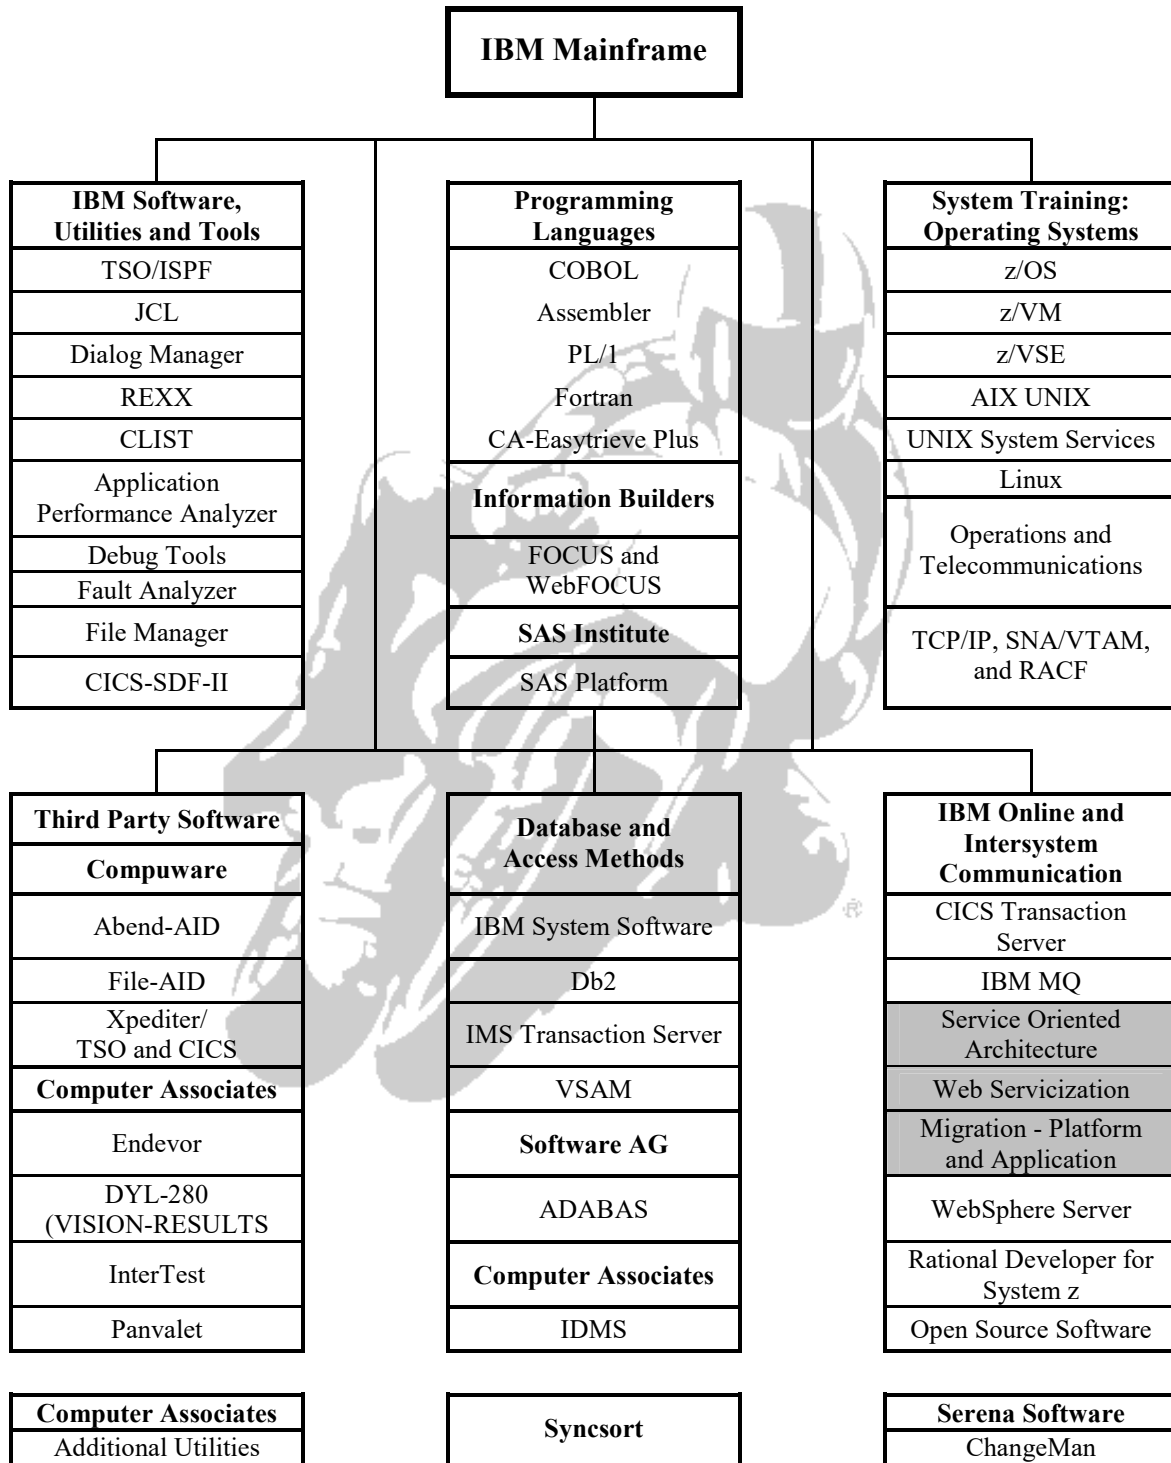 IBM Mainframe
IBM Software,
Utilities and Tools
TSO/ISPF
JCL
Dialog Manager
REXX
CLIST
Application
Performance Analyzer
Debug Tools
Fault Analyzer
File Manager
CICS-SDF-II
Programming
Languages
COBOL
Assembler
PL/1
Fortran
CA-Easytrieve Plus
Information Builders
FOCUS and
WebFOCUS
SAS Institute
SAS Platform
System Training:
Operating Systems
z/OS
z/VM
z/VSE
AIX UNIX
UNIX System Services
Linux
Operations and
Telecommunications
TCP/IP, SNA/VTAM,
and RACF
Third Party Software
Compuware
Abend-AID
File-AID
Xpediter/
TSO and CICS
Computer Associates
Endevor
DYL-280
(VISION-RESULTS
InterTest
Panvalet
Database and
Access Methods
IBM System Software
Db2
IMS Transaction Server
VSAM
Software AG
ADABAS
Computer Associates
IDMS
IBM Online and
Intersystem
Communication
CICS Transaction
Server
IBM MQ
Service Oriented
Architecture
Web Servicization
Migration - Platform
and Application
WebSphere Server
Rational Developer for
System z
Open Source Software
®
Computer Associates
Additional Utilities
Syncsort
Serena Software
ChangeMan